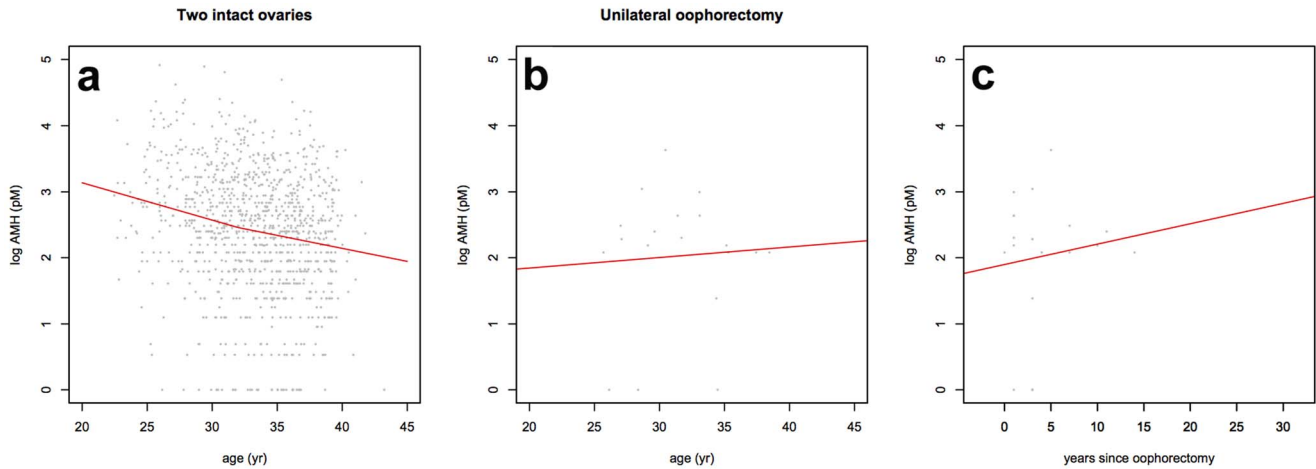 Two intact ovaries
Unilateral oophorectomy
a
b
c
log AMH (pM)
0 1 2 3 4 5
20 25 30 35 40 45
age (yr)
log AMH (pM)
0 1 2 3 4 5
20 25 30 35 40 45
age (yr)
log AMH (pM)
0 1 2 3 4 5
0 5 10 15 20 25 30
years since oophorectomy